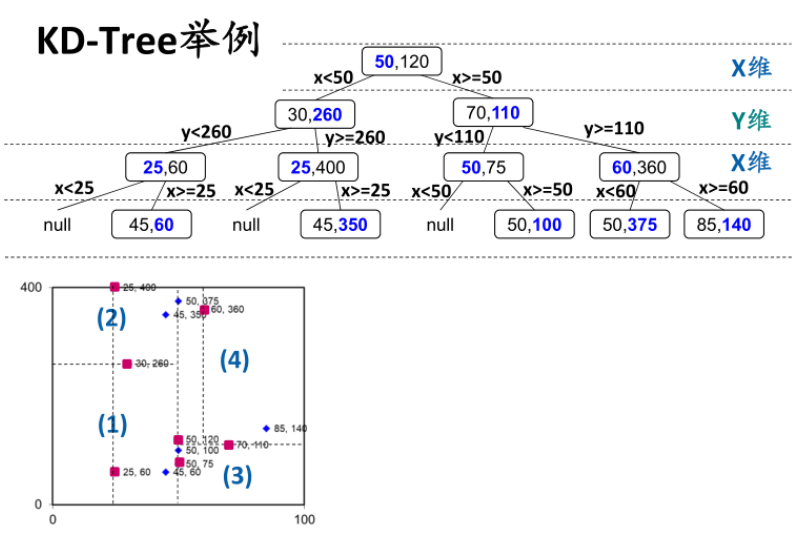 KD-Tree举例
50,120
x<50
x>=50
X维
30,260
70,110
Y维
y<260
y>=260
y<110
y>=110
25,60
25,400
50,75
60,360
X维
x<25
x>=25
x<25
x>=25
x<50
x>=50
x<60
x>=60
null
45,60
null
45,350
null
50,100
50,375
85,140
400
25, 400
(2)
50, 375
45, 350
60, 360
30, 260
(4)
(1)
85, 140
50, 120
70, 110
50, 100
50, 75
25, 60
45, 60
(3)
0
0
100